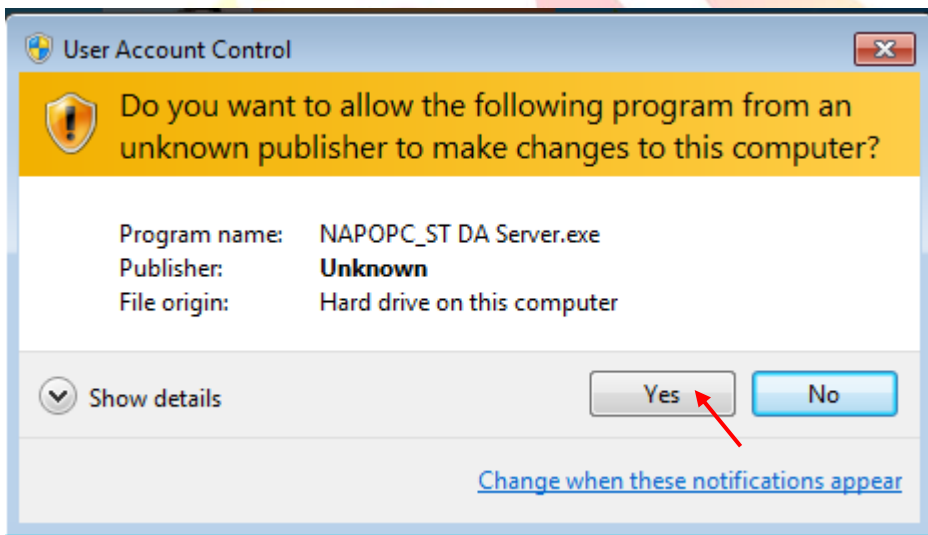 User Account Control
Do you want to allow the following program from an
unknown publisher to make changes to this computer?
Program name: NAPOPC_ST DA Server.exe
Publisher: Unknown
File origin: Hard drive on this computer
Show details
Yes
No
Change when these notifications appear